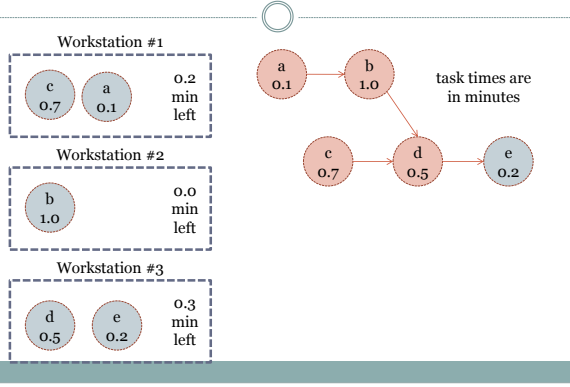 Workstation #1
c
0.7
a
0.1
0.2
min
left
Workstation #2
b
1.0
0.0
min
left
Workstation #3
d
0.5
e
0.2
0.3
min
left
a
0.1
b
1.0
task times are
in minutes
c
0.7
d
0.5
e
0.2